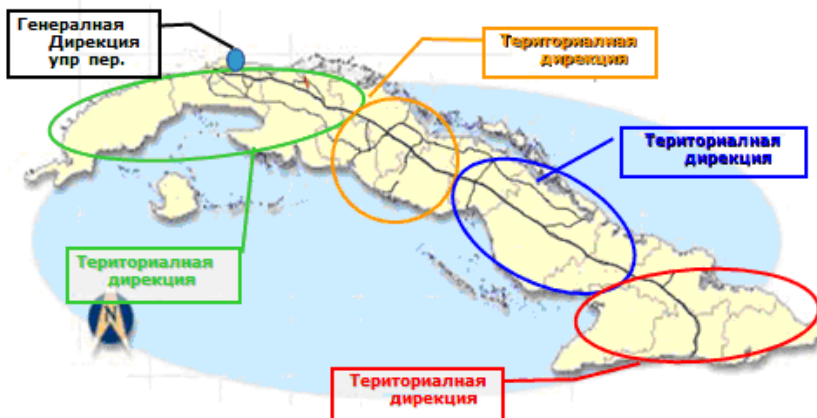 Генералная
Дирекция
упр пер.
Териториалная
дирекция
Териториалная
дирекция
Териториалная
дирекция
N
Териториалная
дирекция